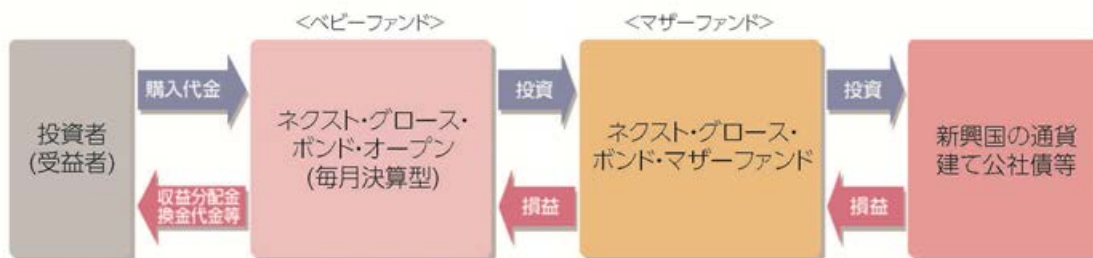 <ベビーファンド>
<マザーファンド>
投資者
(受益者)
購入代金
収益分配金
換金代金等
ネクスト・グロース・
ボンド・オープン
(毎月決算型)
投資
損益
ネクスト・グロース・
ボンド・マザーファンド
投資
損益
新興国の通貨
建て公社債等